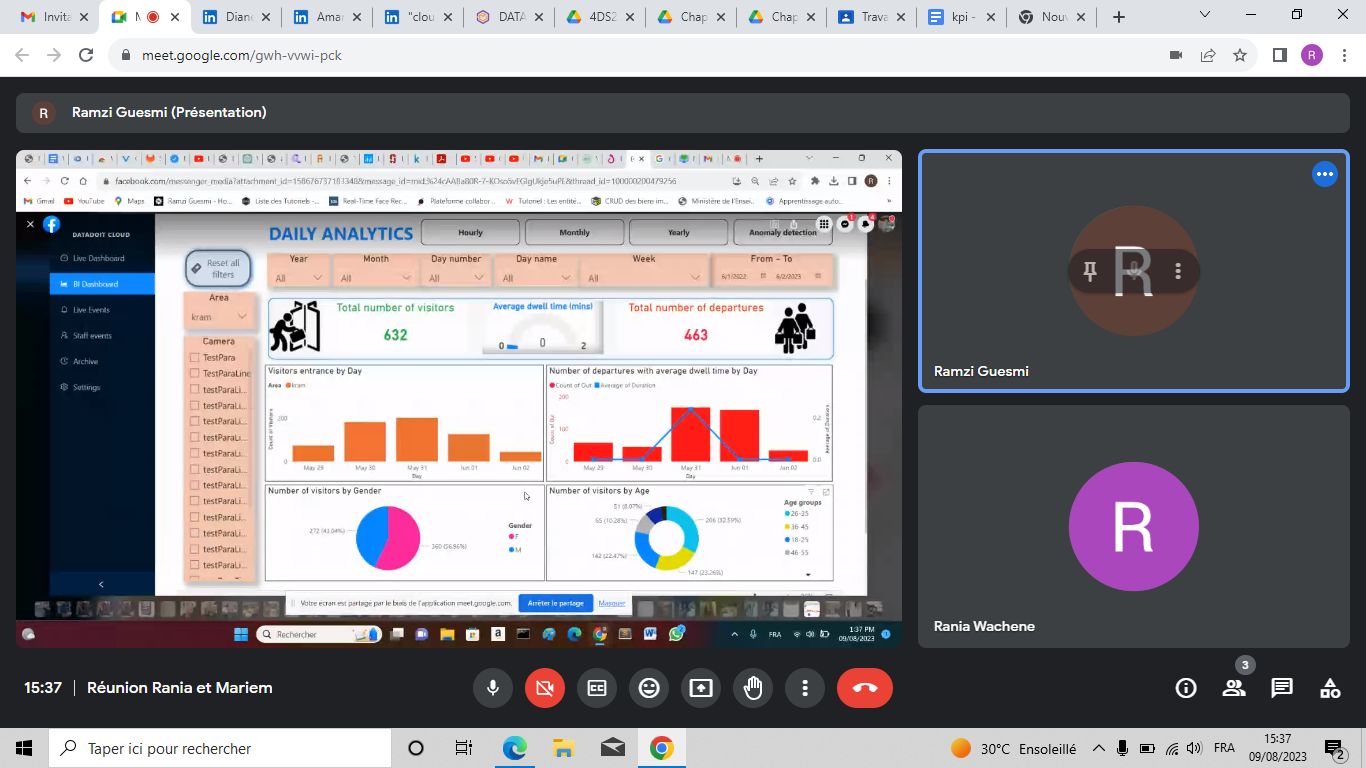 Invita
M
Dian
Amar
"clou
DATA
4DS2
Chap
Chap
Trava
kpi -
Nouv
meet.google.com/gwh-vvwi-pck
R
R
Ramzi Guesmi (Présentation)
facebook.com/messenger_media?attachment_id=
Gmail
YouTube
Maps
Ramzi Guesmi - Ho...
Liste des Tutoriels -...
Real-Time Face Rec...
Plateforme collabor...
Tutoriel : Les entité...
CRUD des biens im...
Ministère de l'Ensei...
Apprentissage auto...
DATADOIT CLOUD
Live Dashboard
BI Dashboard
Live Events
Staff events
Archive
Settings
DAILY ANALYTICS
Hourly
Monthly
Yearly
Anomaly detection
Reset all
filters
Year
Month
Day number
Day name
Week
From - To
All
All
All
All
All
6/1/2022
6/2/2023
Area
kram
Camera
TestPara
TestParaLine
testParaLi...
testParaLi...
testParaLi...
testParaLi...
testParaLi...
testParaLi...
testParaLi...
testParaLi...
testParaLi...
testParaLi...
testParaLi...
testParaLi...
Total number of visitors
632
Average dwell time (mins)
0
0
2
Total number of departures
463
Visitors entrance by Day
Area
kram
Count of Visitors
200
0
May 29
May 30
May 31
Jun 01
Jun 02
Day
Number of departures with average dwell time by Day
Count of Out
Average of Duration
Count of Out
200
100
0
0.2
0.0
Average of Duration
May 29
May 30
May 31
Jun 01
Jun 02
Day
Number of visitors by Gender
272 (43.04%)
360 (56.96%)
Gender
F
M
Number of visitors by Age
51 (8.07%)
65 (10.28%)
142 (22.47%)
206 (32.59%)
147 (23.26%)
Age groups
26-35
36-45
18-25
46-55
Votre écran est partagé par le biais de l'application meet.google.com.
Arrêter le partage
Masquer
Rechercher
FRA
1:37 PM
09/08/2023
R
Ramzi Guesmi
R
Rania Wachene
15:37
Réunion Rania et Mariem
3
Taper ici pour rechercher
30°C Ensoleillé
FRA
15:37
09/08/2023
2